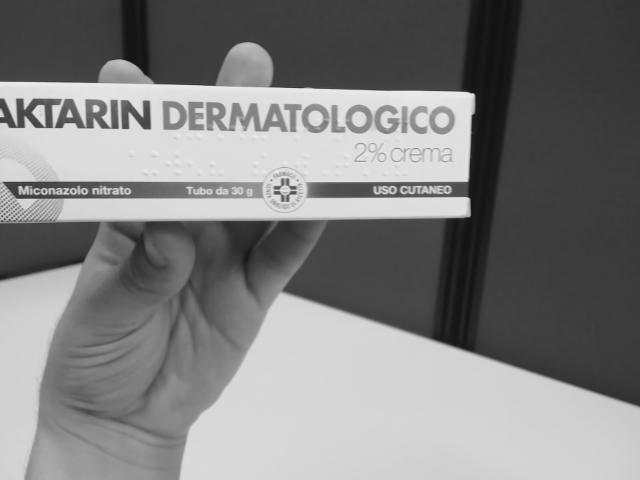 AKTARIN DERMATOLOGICO
2% crema
Miconazolo nitrato Tubo da 30 g USO CUTANEO